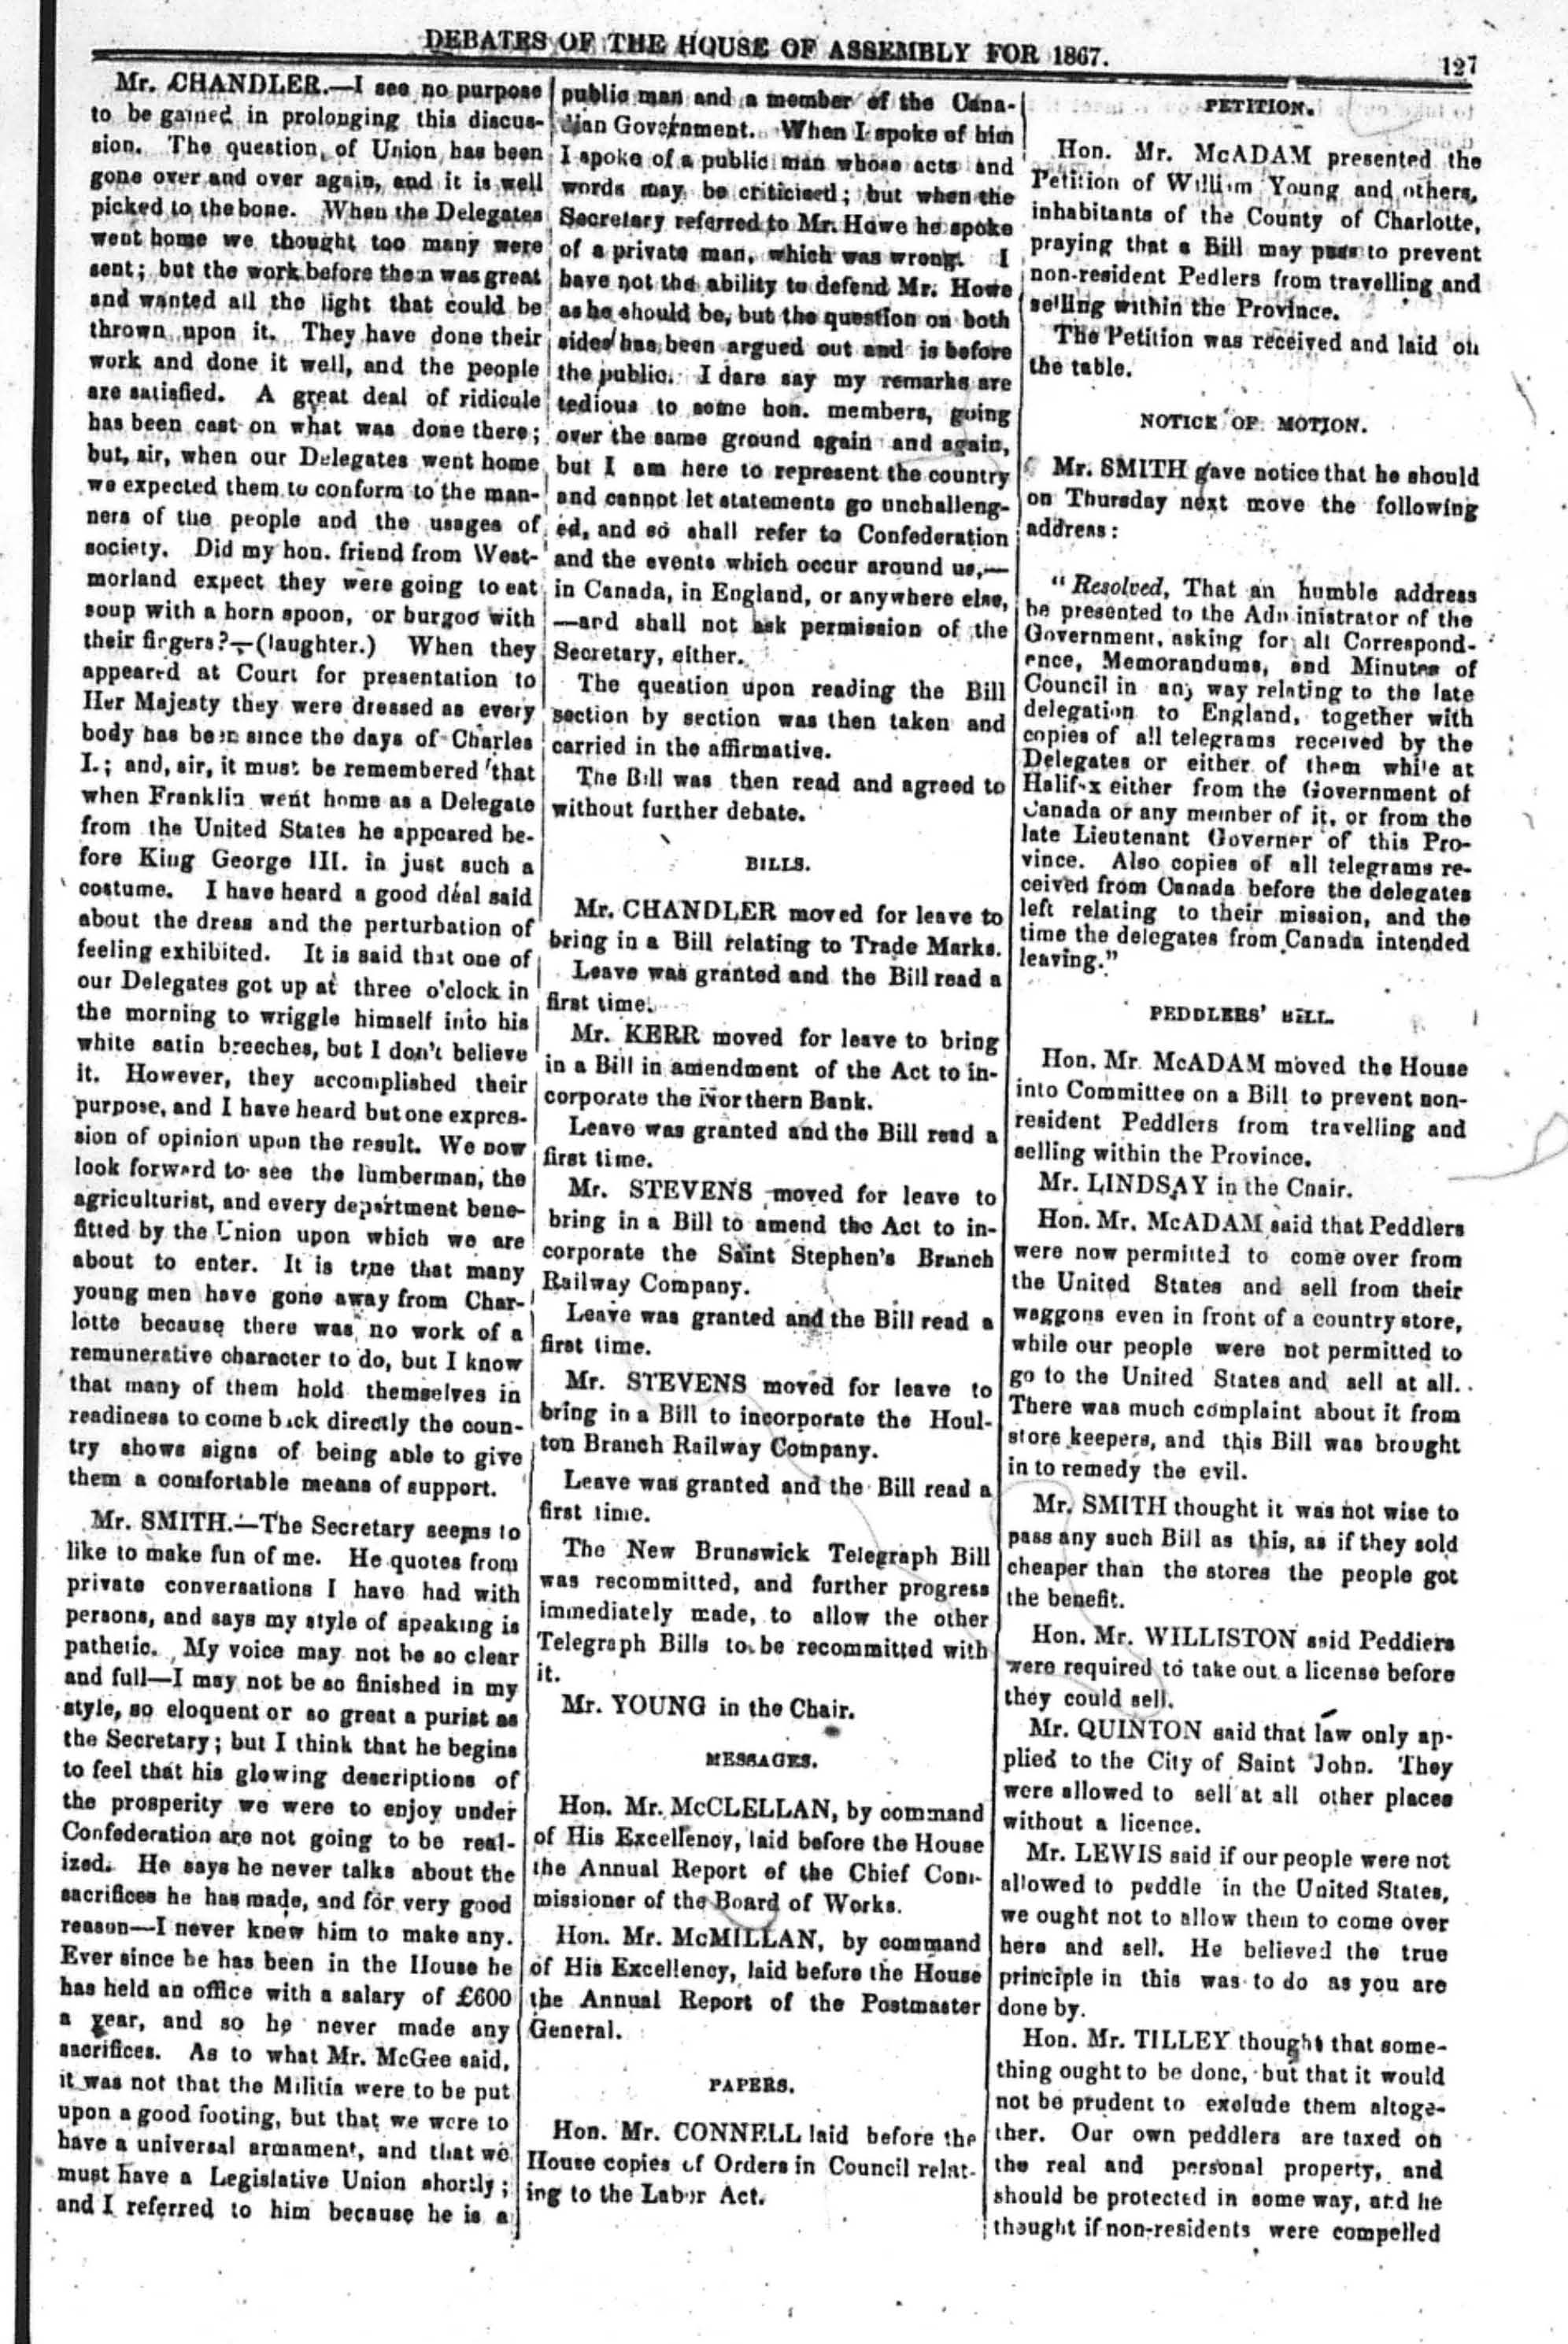 DEBATES OF THE HOUSE OF ASSEMBLY FOR 1867.
127
Mr. CHANDLER.—I see no purpose
to be gained in prolonging this discus-
sion. The question of Union has been
gone over and over again, and it is well
picked to the bone. When the Delegates
went home we thought too many were
sent; but the work before then was great
and wanted all the light that could be
thrown upon it. They have done their
work and done it well, and the people
are satisfied. A great deal of ridicule
has been cast on what was done there;
but, sir, when our Delegates went home
we expected them to conform to the man-
ners of the people and the usages of
society. Did my hon. friend from West-
morland expect they were going to eat
soup with a horn spoon, or burgoo with
their firgers?—(laughter.) When they
appeared at Court for presentation to
Her Majesty they were dressed as every
body has been since the days of Charles
I.; and, sir, it must be remembered that
when Franklin went home as a Delegate
from the United States he appeared be-
fore King George III. in just such a
costume. I have heard a good deal said
about the dress and the perturbation of
feeling exhibited. It is said that one of
our Delegates got up at three o'clock in
the morning to wriggle himself into his
white satin breeches, but I don't believe
it. However, they accomplished their
purpose, and I have heard but one expres-
sion of opinion upon the result. We now
look forward to see the lumberman, the
agriculturist, and every department bene-
fitted by the Union upon which we are
about to enter. It is true that many
young men have gone away from Char-
lotte because there was no work of a
remunerative character to do, but I know
that many of them hold themselves in
readiness to come back directly the coun-
try shows signs of being able to give
them a comfortable means of support.
Mr. SMITH.—The Secretary seems to
like to make fun of me. He quotes from
private conversations I have had with
persons, and says my style of speaking is
pathetic. My voice may not be so clear
and full—I may not be so finished in my
style, so eloquent or so great a purist as
the Secretary; but I think that he begins
to feel that his glowing descriptions of
the prosperity we were to enjoy under
Confederation are not going to be real-
ized. He says he never talks about the
sacrifices he has made, and for very good
reason—I never knew him to make any.
Ever since he has been in the House he
has held an office with a salary of £600
a year, and so he never made any
sacrifices. As to what Mr. McGee said,
it was not that the Militia were to be put
upon a good footing, but that we were to
have a universal armament, and that we
must have a Legislative Union shortly;
and I referred to him because he is a
public man and a member of the Cana-
dian Government. When I spoke of him
I spoke of a public man whose acts and
words may be criticised; but when the
Secretary referred to Mr. Howe he spoke
of a private man, which was wrong. I
have not the ability to defend Mr. Howe
as he should be, but the question on both
sides has been argued out and is before
the public. I dare say my remarks are
tedious to some hon. members, going
over the same ground again and again,
but I am here to represent the country
and cannot let statements go unchalleng-
ed, and so shall refer to Confederation
and the events which occur around us,—
in Canada, in England, or anywhere else,
—and shall not ask permission of the
Secretary, either.
The question upon reading the Bill
section by section was then taken and
carried in the affirmative.
The Bill was then read and agreed to
without further debate.
BILLS.
Mr. CHANDLER moved for leave to
bring in a Bill relating to Trade Marks.
Leave was granted and the Bill read a
first time.
Mr. KERR moved for leave to bring
in a Bill in amendment of the Act to in-
corporate the Northern Bank.
Leave was granted and the Bill read a
first time.
Mr. STEVENS moved for leave to
bring in a Bill to amend the Act to in-
corporate the Saint Stephen's Branch
Railway Company.
Leave was granted and the Bill read a
first time.
Mr. STEVENS moved for leave to
bring in a Bill to incorporate the Houl-
ton Branch Railway Company.
Leave was granted and the Bill read a
first time.
The New Brunswick Telegraph Bill
was recommitted, and further progress
immediately made, to allow the other
Telegraph Bills to be recommitted with
it.
Mr. YOUNG in the Chair.
MESSAGES.
Hon. Mr. McCLELLAN, by command
of His Excellency, laid before the House
the Annual Report of the Chief Com-
missioner of the Board of Works.
Hon. Mr. McMILLAN, by command
of His Excellency, laid before the House
the Annual Report of the Postmaster
General.
PAPERS.
Hon. Mr. CONNELL laid before the
House copies of Orders in Council relat-
ing to the Labor Act.
PETITION.
Hon. Mr. McADAM presented the
Petition of William Young and others,
inhabitants of the County of Charlotte,
praying that a Bill may pass to prevent
non-resident Pedlers from travelling and
selling within the Province.
The Petition was received and laid on
the table.
NOTICE OF MOTION.
Mr. SMITH gave notice that he should
on Thursday next move the following
address:
"Resolved, That an humble address
be presented to the Administrator of the
Government, asking for all Correspond-
ence, Memorandums, and Minutes of
Council in any way relating to the late
delegation to England, together with
copies of all telegrams received by the
Delegates or either of them while at
Halifax either from the Government of
Canada or any member of it, or from the
late Lieutenant Governer of this Pro-
vince. Also copies of all telegrams re-
ceived from Canada before the delegates
left relating to their mission, and the
time the delegates from Canada intended
leaving."
PEDDLERS' BILL.
Hon. Mr. McADAM moved the House
into Committee on a Bill to prevent non-
resident Peddlers from travelling and
selling within the Province.
Mr. LINDSAY in the Chair.
Hon. Mr. McADAM said that Peddlers
were now permitted to come over from
the United States and sell from their
waggons even in front of a country store,
while our people were not permitted to
go to the United States and sell at all.
There was much complaint about it from
store keepers, and this Bill was brought
in to remedy the evil.
Mr. SMITH thought it was not wise to
pass any such Bill as this, as if they sold
cheaper than the stores the people got
the benefit.
Hon. Mr. WILLISTON said Peddlers
were required to take out a license before
they could sell.
Mr. QUINTON said that law only ap-
plied to the City of Saint John. They
were allowed to sell at all other places
without a licence.
Mr. LEWIS said if our people were not
allowed to peddle in the United States,
we ought not to allow them to come over
here and sell. He believed the true
principle in this was to do as you are
done by.
Hon. Mr. TILLEY thought that some-
thing ought to be done, but that it would
not be prudent to exclude them altoge-
ther. Our own peddlers are taxed on
the real and personal property, and
should be protected in some way, and he
thought if non-residents were compelled